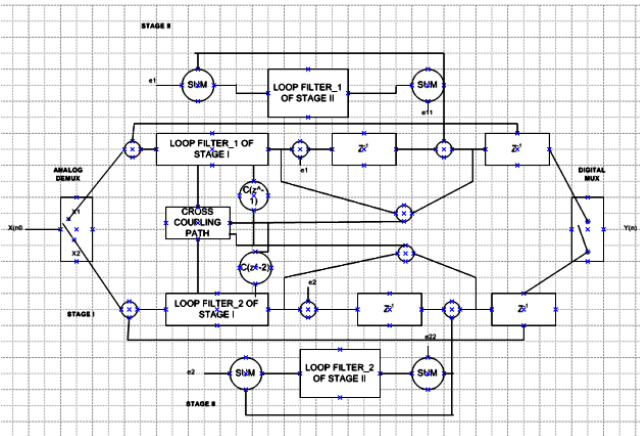 STAGE II
e1
SUM
LOOP FILTER_1
OF STAGE II
SUM
e11
LOOP FILTER_1 OF
STAGE I
e1
Z-1
Z-1
ANALOG
DEMUX
DIGITAL
MUX
C(z^-
1)
X1
CROSS
COUPLING
PATH
X(n)
Y(n)
X2
C(z^-2)
e2
LOOP FILTER_2 OF
STAGE I
Z-1
Z-1
STAGE I
e22
e2
SUM
LOOP FILTER_2
OF STAGE II
SUM
STAGE II